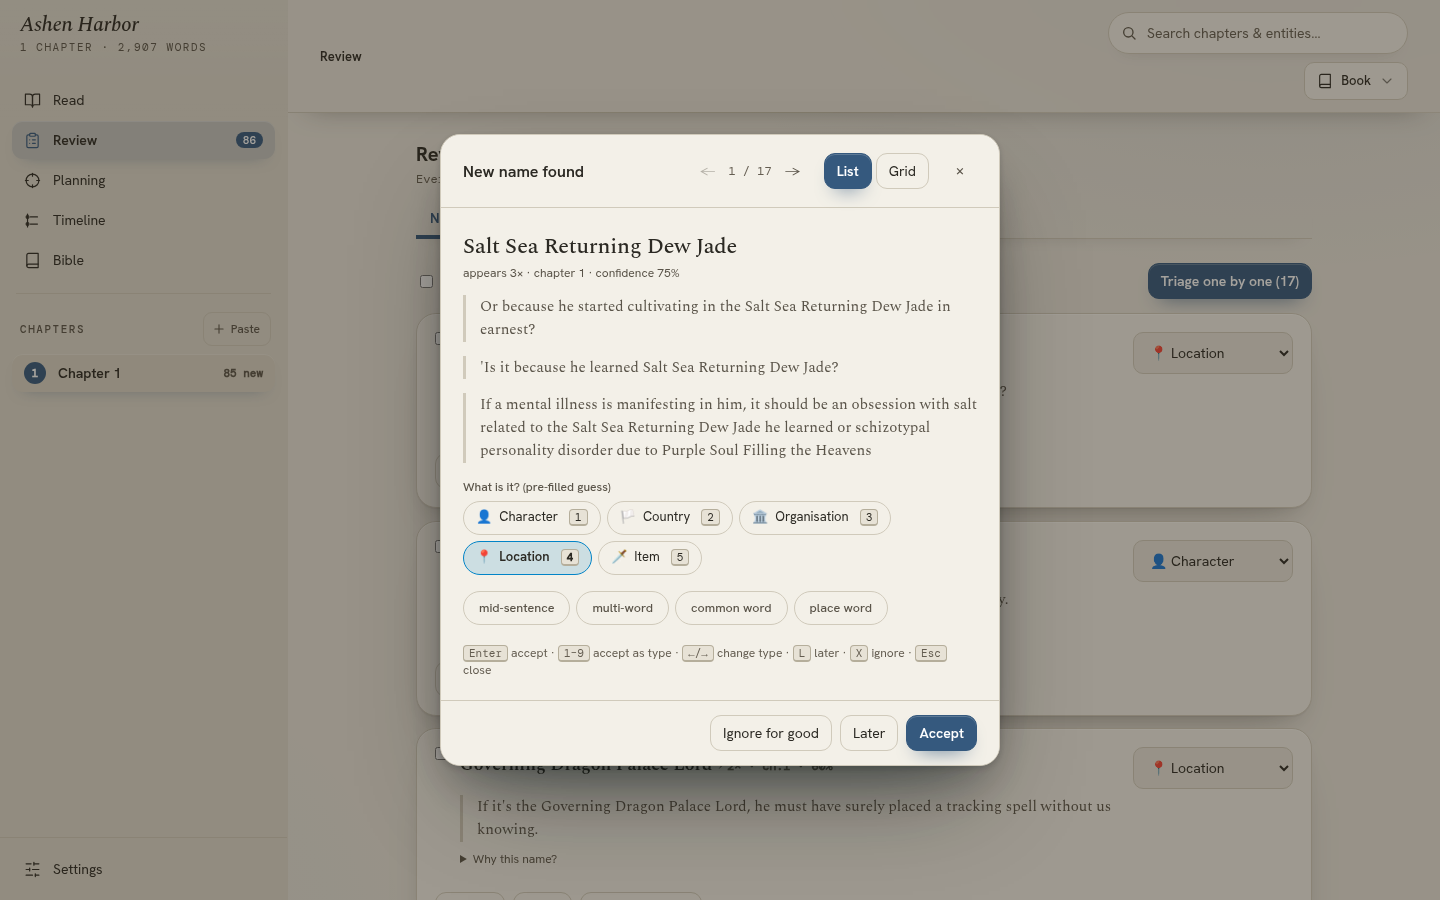 Ashen Harbor
1 CHAPTER · 2,907 WORDS
Read
Review 86
Planning
Timeline
Bible
CHAPTERS
+ Paste
1 Chapter 1 85 new
Settings
Review
Search chapters & entities...
Book
Triage one by one (17)
📍 Location
?
👤 Character
y.
New name found
← 1 / 17 →
List
Grid
×
Salt Sea Returning Dew Jade
appears 3× · chapter 1 · confidence 75%
Or because he started cultivating in the Salt Sea Returning Dew Jade in
earnest?
'Is it because he learned Salt Sea Returning Dew Jade?
If a mental illness is manifesting in him, it should be an obsession with salt
related to the Salt Sea Returning Dew Jade he learned or schizotypal
personality disorder due to Purple Soul Filling the Heavens
What is it? (pre-filled guess)
👤 Character 1
🏳️ Country 2
🏛️ Organisation 3
📍 Location 4
🗡️ Item 5
mid-sentence
multi-word
common word
place word
Enter accept · 1–9 accept as type · ←/→ change type · L later · X ignore · Esc
close
Ignore for good
Later
Accept
Governing Dragon Palace Lord
📍 Location
If it's the Governing Dragon Palace Lord, he must have surely placed a tracking spell without us
knowing.
▶ Why this name?